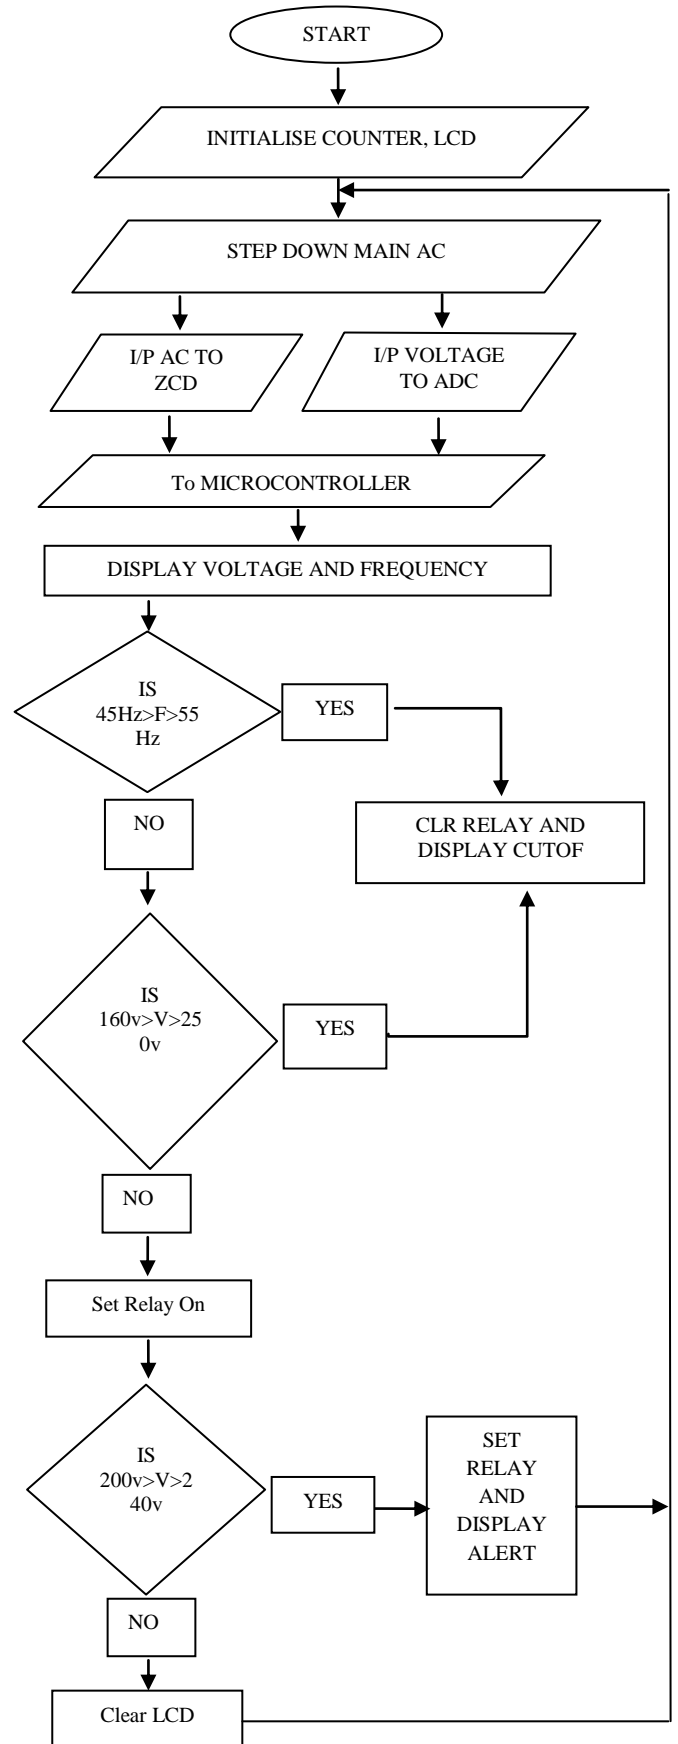 START
INITIALISE COUNTER, LCD
STEP DOWN MAIN AC
I/P AC TO
ZCD
I/P VOLTAGE
TO ADC
To MICROCONTROLLER
DISPLAY VOLTAGE AND FREQUENCY
IS
45Hz>F>55
Hz
YES
NO
CLR RELAY AND
DISPLAY CUTOF
IS
160v>V>25
0v
YES
NO
Set Relay On
IS
200v>V>2
40v
YES
SET
RELAY
AND
DISPLAY
ALERT
NO
Clear LCD